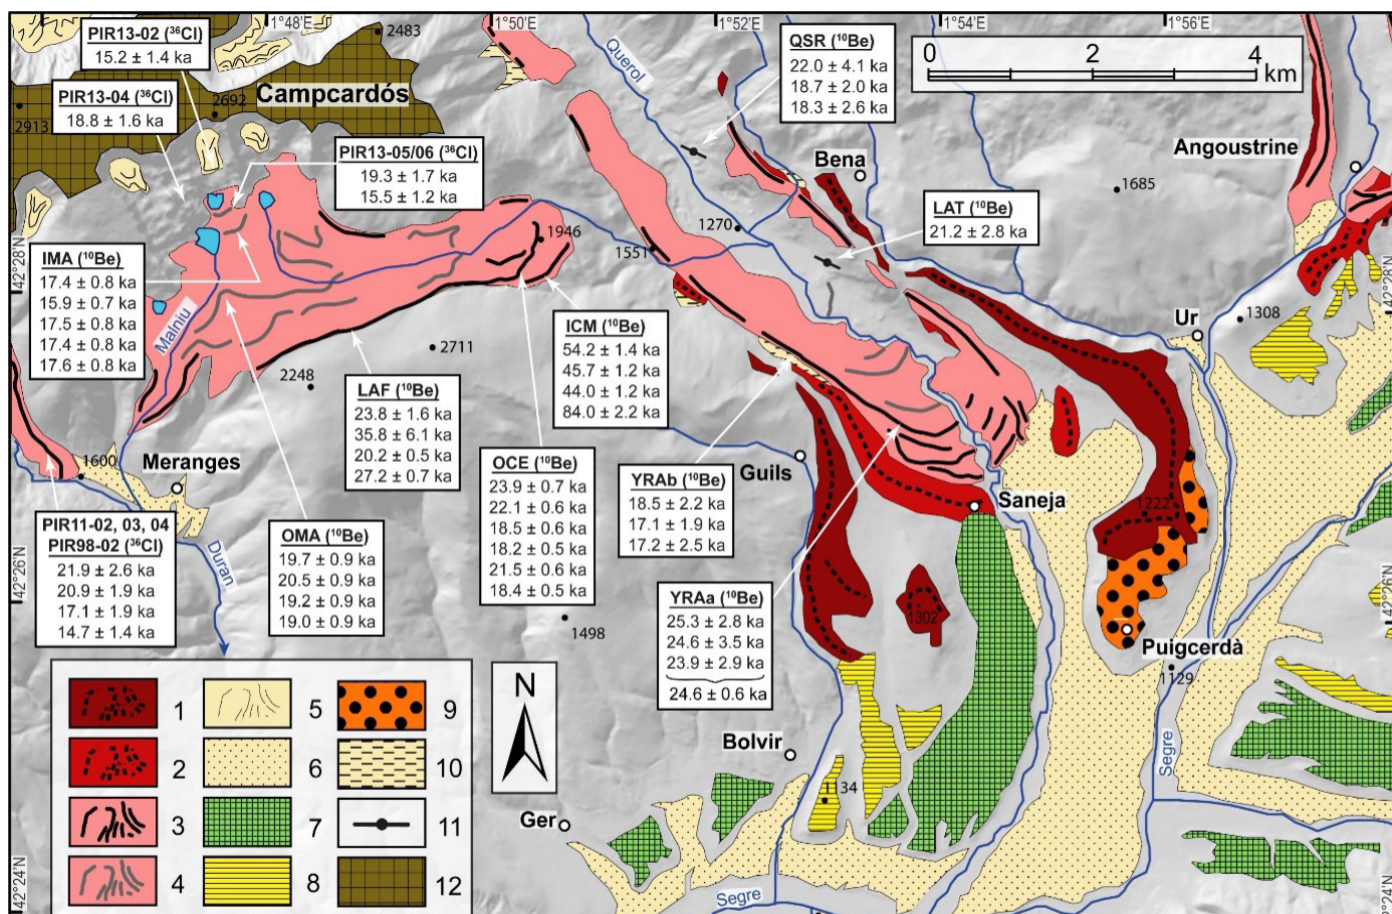 1°48'E
1°50'E
1°52'E
1°54'E
1°56'E
PIR13-02 (³⁶Cl)
15.2 ± 1.4 ka
2483
Querol
QSR (¹⁰Be)
22.0 ± 4.1 ka
18.7 ± 2.0 ka
18.3 ± 2.6 ka
0 2 4
km
PIR13-04 (³⁶Cl)
18.8 ± 1.6 ka
Campcardós
2692
2913
PIR13-05/06 (³⁶Cl)
19.3 ± 1.7 ka
15.5 ± 1.2 ka
Bena
Angoustrine
1685
LAT (¹⁰Be)
21.2 ± 2.8 ka
1270
1946
1551
42°28'N
42°28'N
IMA (¹⁰Be)
17.4 ± 0.8 ka
15.9 ± 0.7 ka
17.5 ± 0.8 ka
17.4 ± 0.8 ka
17.6 ± 0.8 ka
Malniu
2711
2248
ICM (¹⁰Be)
54.2 ± 1.4 ka
45.7 ± 1.2 ka
44.0 ± 1.2 ka
84.0 ± 2.2 ka
Ur
1308
LAF (¹⁰Be)
23.8 ± 1.6 ka
35.8 ± 6.1 ka
20.2 ± 0.5 ka
27.2 ± 0.7 ka
1600
Meranges
OCE (¹⁰Be)
23.9 ± 0.7 ka
22.1 ± 0.6 ka
18.5 ± 0.6 ka
18.2 ± 0.5 ka
21.5 ± 0.6 ka
18.4 ± 0.5 ka
YRAb (¹⁰Be)
18.5 ± 2.2 ka
17.1 ± 1.9 ka
17.2 ± 2.5 ka
Guils
Saneja
1222
PIR11-02, 03, 04
PIR98-02 (³⁶Cl)
21.9 ± 2.6 ka
20.9 ± 1.9 ka
17.1 ± 1.9 ka
14.7 ± 1.4 ka
Duran
OMA (¹⁰Be)
19.7 ± 0.9 ka
20.5 ± 0.9 ka
19.2 ± 0.9 ka
19.0 ± 0.9 ka
42°26'N
42°26'N
1498
YRAa (¹⁰Be)
25.3 ± 2.8 ka
24.6 ± 3.5 ka
23.9 ± 2.9 ka
24.6 ± 0.6 ka
1302
Puigcerdà
1129
N
Bolvir
Segre
1134
Ger
Segre
1 5 9
2 6 10
3 7 11
4 8 12
42°24'N
°24'N